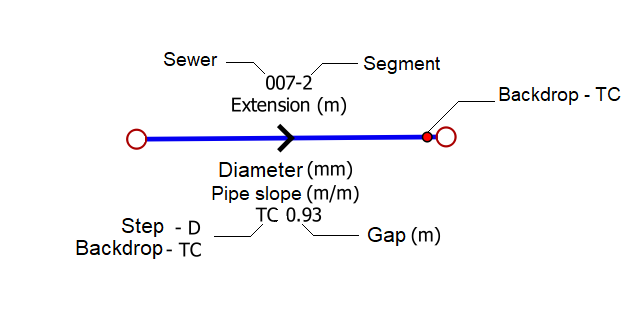 Sewer
Segment
007-2
Extension (m)
Backdrop - TC
Diameter (mm)
Pipe slope (m/m)
TC 0.93
Step - D
Backdrop - TC
Gap (m)